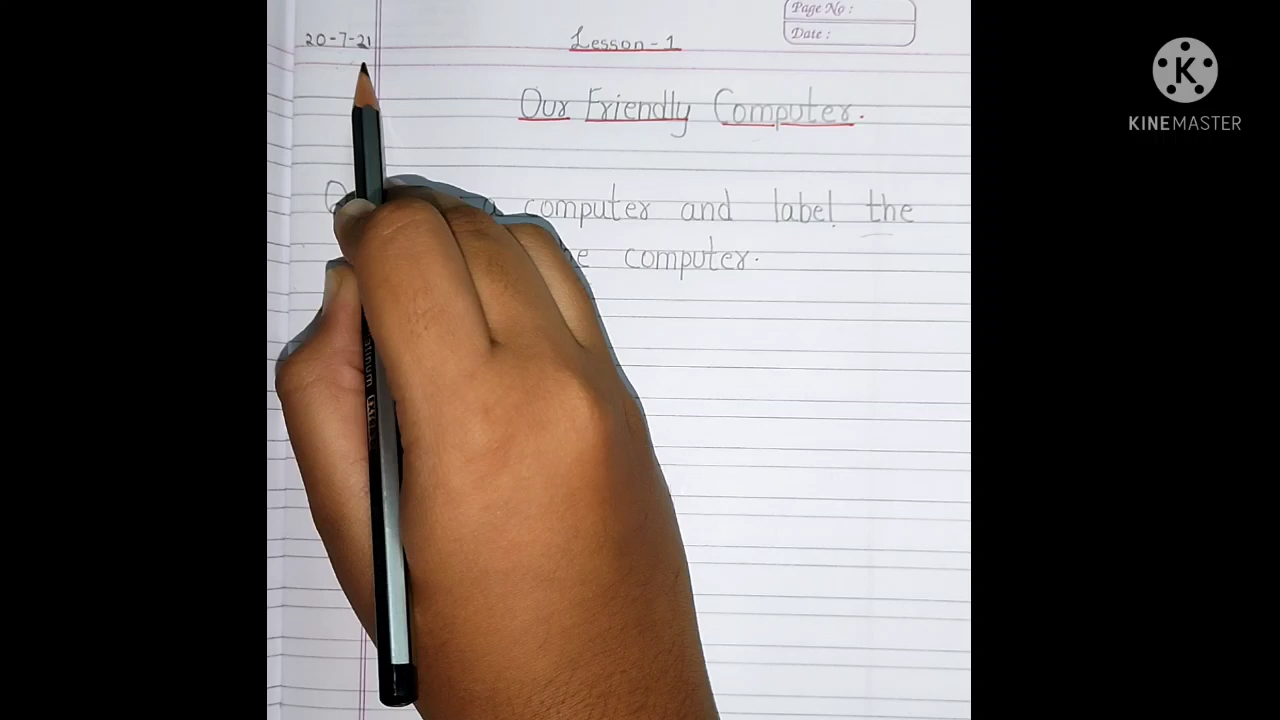 Page No :
20-7-21
Lesson - 1
Date :
Our Friendly Computer.
KINEMASTER
a computer and label the
computer.